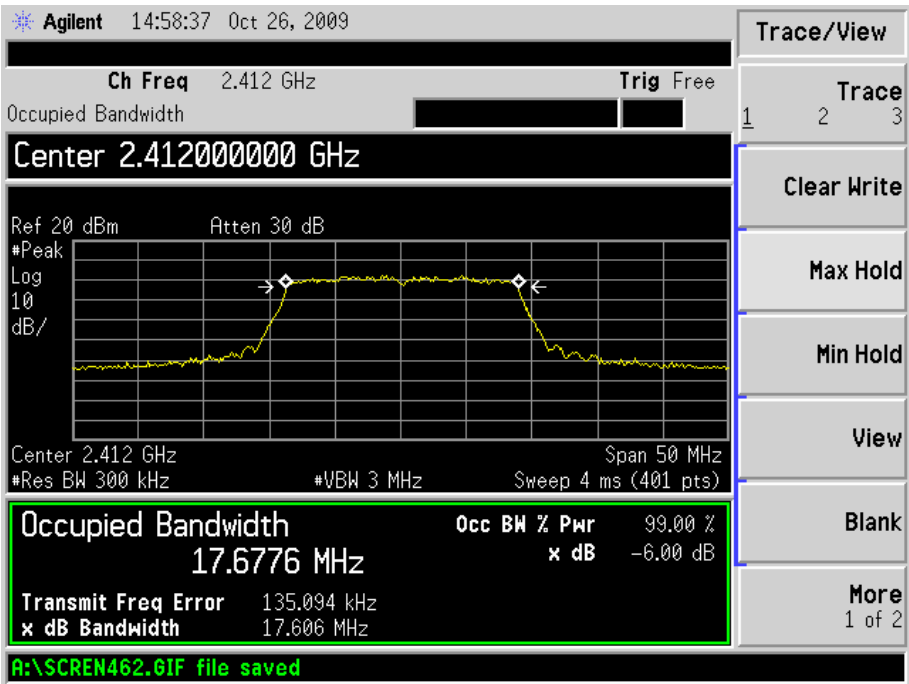 Agilent 14:58:37 Oct 26, 2009
Trace/View
Ch Freq 2.412 GHz Trig Free
Occupied Bandwidth
Trace
1 2 3
Center 2.412000000 GHz
Clear Write
Ref 20 dBm Atten 30 dB
#Peak
Log
10
dB/
Max Hold
Min Hold
View
Center 2.412 GHz Span 50 MHz
#Res BW 300 kHz #VBW 3 MHz Sweep 4 ms (401 pts)
Occupied Bandwidth
17.6776 MHz
Occ BW % Pwr 99.00 %
x dB -6.00 dB
Blank
Transmit Freq Error 135.094 kHz
x dB Bandwidth 17.606 MHz
More
1 of 2
A:\SCREN462.GIF file saved